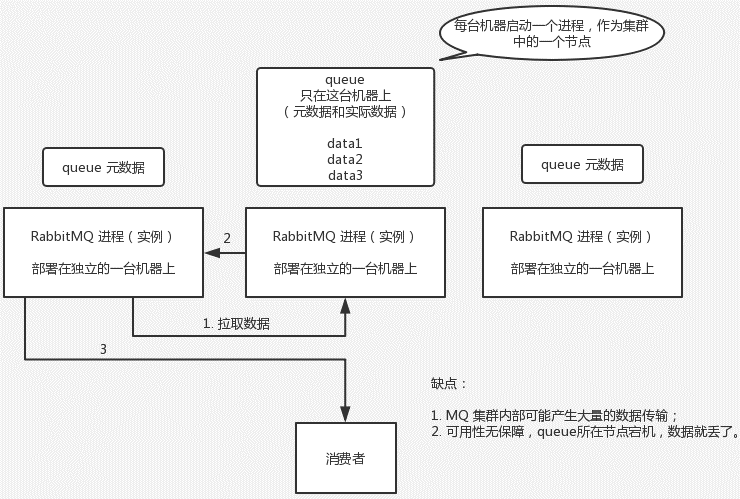 每台机器启动一个进程，作为集群
中的一个节点
queue
只在这台机器上
（元数据和实际数据）
data1
data2
data3
queue 元数据
queue 元数据
RabbitMQ 进程（实例）
部署在独立的一台机器上
2
RabbitMQ 进程（实例）
部署在独立的一台机器上
RabbitMQ 进程（实例）
部署在独立的一台机器上
1. 拉取数据
3
缺点：
1. MQ 集群内部可能产生大量的数据传输；
2. 可用性无保障，queue所在节点宕机，数据就丢了。
消费者